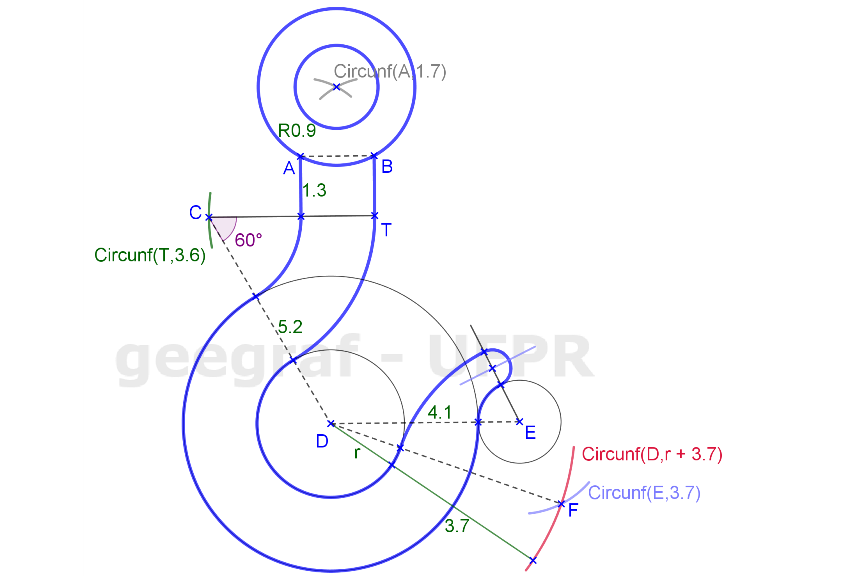 Circunf(A,1.7)
R0.9
A
B
1.3
C
T
60°
Circunf(T,3.6)
5.2
geegraf - UFPR
4.1
D
E
r
Circunf(D,r + 3.7)
Circunf(E,3.7)
F
3.7